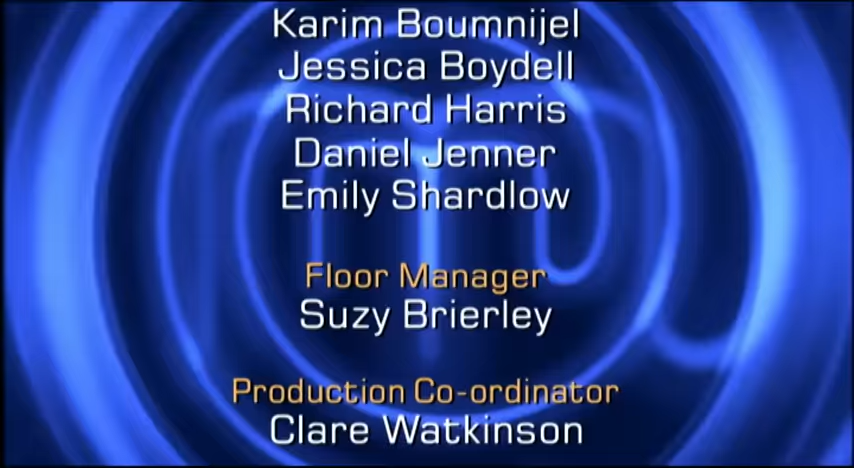 Karim Boumnijel
Jessica Boydell
Richard Harris
Daniel Jenner
Emily Shardlow
Floor Manager
Suzy Brierley
Production Co-ordinator
Clare Watkinson